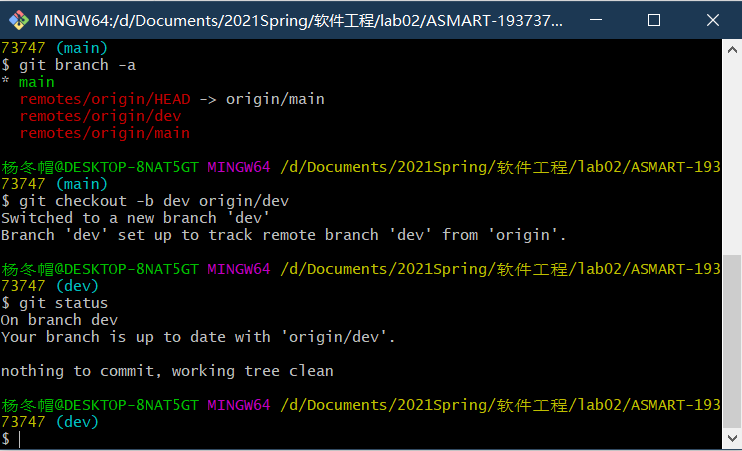 MINGW64:/d/Documents/2021Spring/软件工程/lab02/ASMART-193737...
73747 (main)
$ git branch -a
* main
  remotes/origin/HEAD -> origin/main
  remotes/origin/dev
  remotes/origin/main
杨冬帽@DESKTOP-8NAT5GT MINGW64 /d/Documents/2021Spring/软件工程/lab02/ASMART-193
73747 (main)
$ git checkout -b dev origin/dev
Switched to a new branch 'dev'
Branch 'dev' set up to track remote branch 'dev' from 'origin'.
杨冬帽@DESKTOP-8NAT5GT MINGW64 /d/Documents/2021Spring/软件工程/lab02/ASMART-193
73747 (dev)
$ git status
On branch dev
Your branch is up to date with 'origin/dev'.
nothing to commit, working tree clean
杨冬帽@DESKTOP-8NAT5GT MINGW64 /d/Documents/2021Spring/软件工程/lab02/ASMART-193
73747 (dev)
$